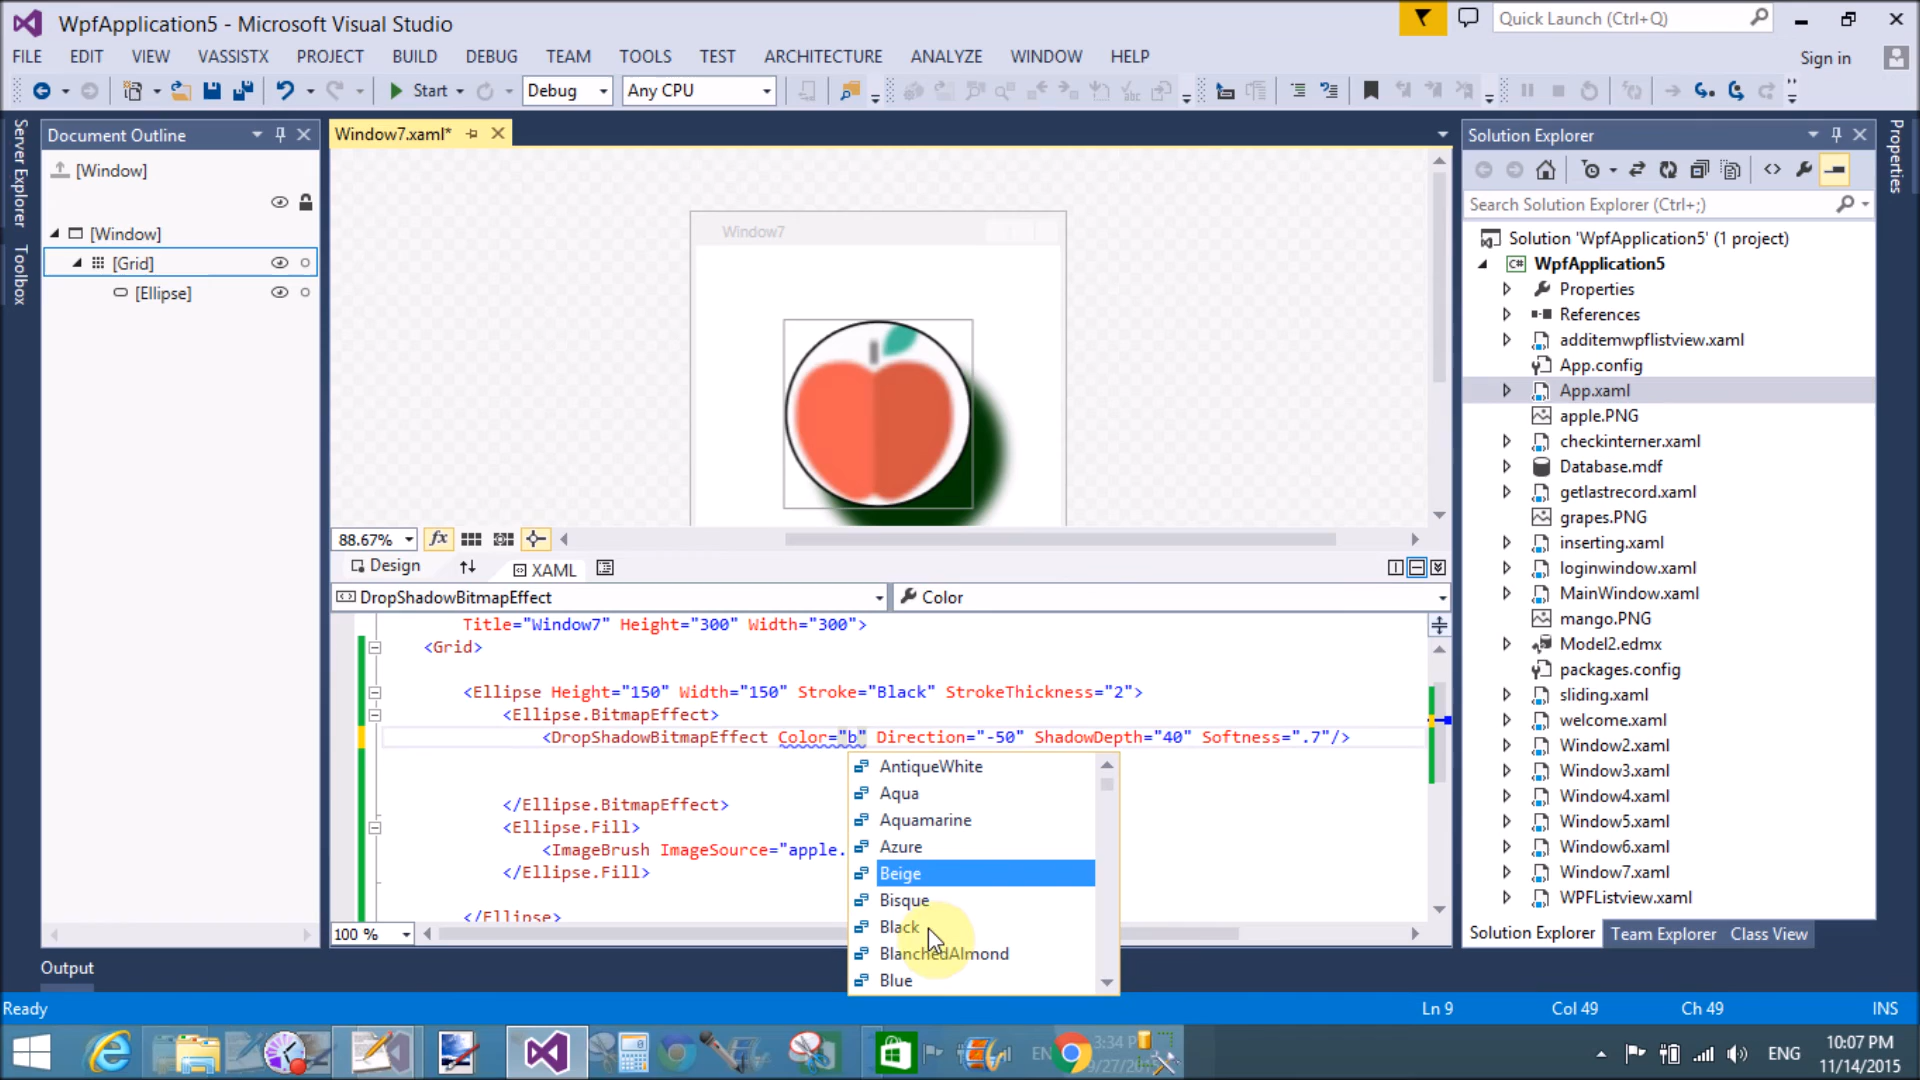 WpfApplication5 - Microsoft Visual Studio
Quick Launch (Ctrl+Q)
FILE EDIT VIEW VASSISTX PROJECT BUILD DEBUG TEAM TOOLS TEST ARCHITECTURE ANALYZE WINDOW HELP
Sign in
Start
Debug
Any CPU
Server Explorer
Toolbox
Document Outline
[Window]
[Window]
[Grid]
[Ellipse]
Window7.xaml*
Window7
88.67%
fx
Design
XAML
DropShadowBitmapEffect
Color
Title="Window7" Height="300" Width="300">
<Grid>
<Ellipse Height="150" Width="150" Stroke="Black" StrokeThickness="2">
<Ellipse.BitmapEffect>
<DropShadowBitmapEffect Color="b" Direction="-50" ShadowDepth="40" Softness=".7"/>
</Ellipse.BitmapEffect>
<Ellipse.Fill>
<ImageBrush ImageSource="apple.
</Ellipse.Fill>
</Ellipse>
AntiqueWhite
Aqua
Aquamarine
Azure
Beige
Bisque
Black
BlanchedAlmond
Blue
100 %
Solution Explorer
Search Solution Explorer (Ctrl+;)
Solution 'WpfApplication5' (1 project)
C# WpfApplication5
Properties
References
additemwpflistview.xaml
App.config
App.xaml
apple.PNG
checkinterner.xaml
Database.mdf
getlastrecord.xaml
grapes.PNG
inserting.xaml
loginwindow.xaml
MainWindow.xaml
mango.PNG
Model2.edmx
packages.config
sliding.xaml
welcome.xaml
Window2.xaml
Window3.xaml
Window4.xaml
Window5.xaml
Window6.xaml
Window7.xaml
WPFListview.xaml
Solution Explorer Team Explorer Class View
Properties
Output
Ready
Ln 9
Col 49
Ch 49
INS
EN
3:34 PM
ENG
10:07 PM
11/14/2015